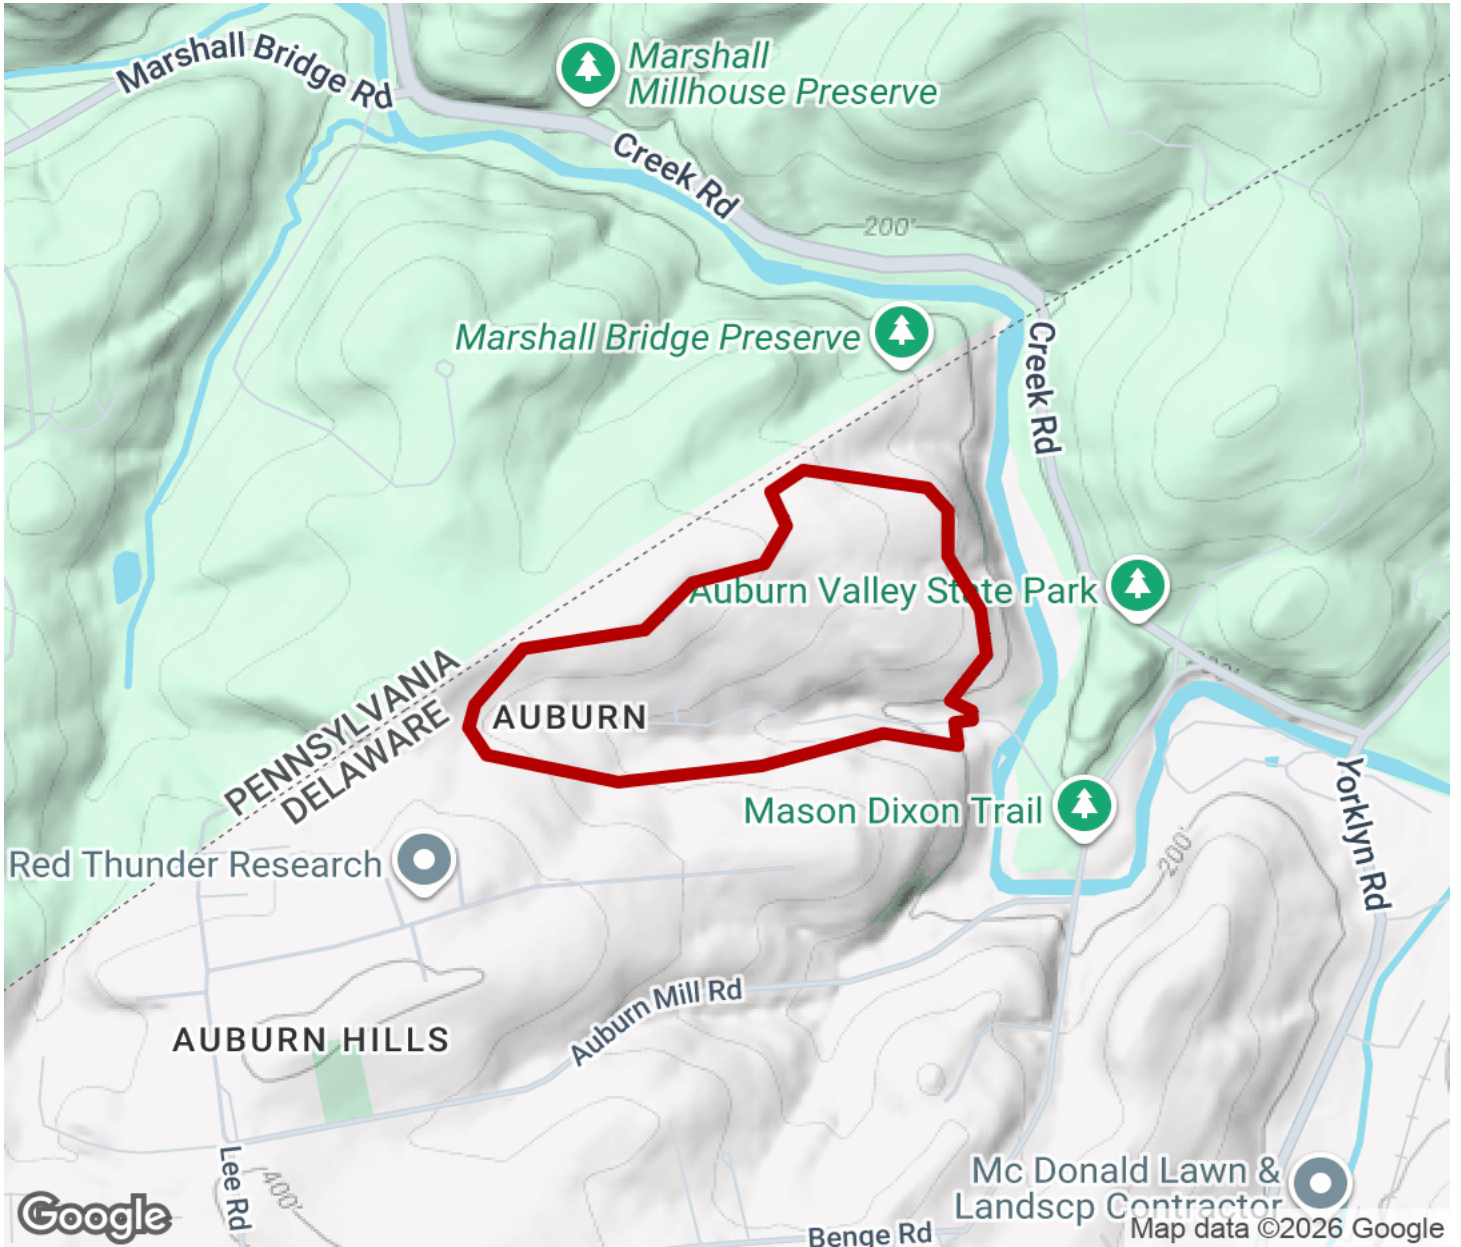 Marshall Bridge Rd
Marshall
Millhouse Preserve
Creek Rd
200'
Marshall Bridge Preserve
Creek Rd
Auburn Valley State Park
PENNSYLVANIA
DELAWARE
AUBURN
Mason Dixon Trail
Yorklyn Rd
Red Thunder Research
200'
Auburn Mill Rd
AUBURN HILLS
Lee Rd
400'
Mc Donald Lawn &
Landscp Contractor
Benge Rd
Google
Map data ©2026 Google